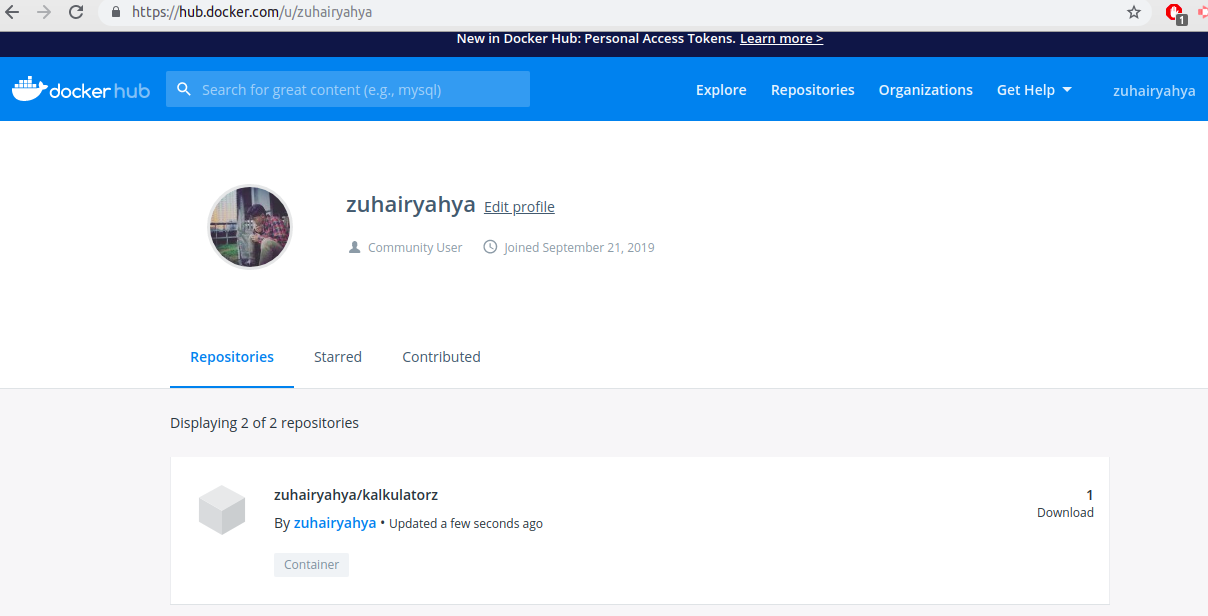 https://hub.docker.com/u/zuhairyahya
1
New in Docker Hub: Personal Access Tokens. Learn more >
docker hub
Search for great content (e.g., mysql)
Explore
Repositories
Organizations
Get Help
zuhairyahya
zuhairyahya Edit profile
Community User
Joined September 21, 2019
Repositories
Starred
Contributed
Displaying 2 of 2 repositories
zuhairyahya/kalkulatorz
By zuhairyahya • Updated a few seconds ago
Container
1
Download